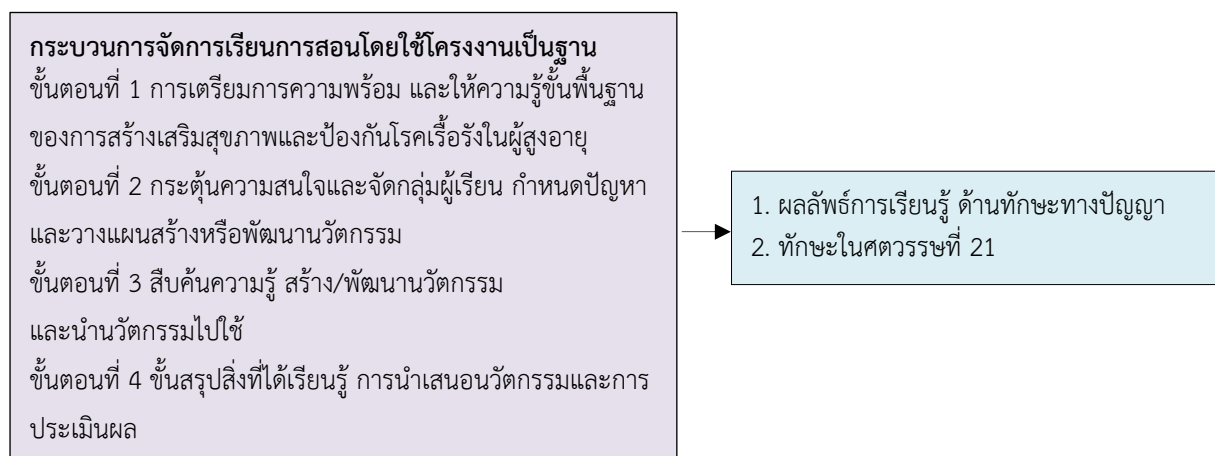 กระบวนการจัดการเรียนการสอนโดยใช้โครงงานเป็นฐาน
ขั้นตอนที่ 1 การเตรียมการความพร้อม และให้ความรู้ขั้นพื้นฐาน
ของการสร้างเสริมสุขภาพและป้องกันโรคเรื้อรังในผู้สูงอายุ
ขั้นตอนที่ 2 กระตุ้นความสนใจและจัดกลุ่มผู้เรียน กำหนดปัญหา
และวางแผนสร้างหรือพัฒนานวัตกรรม
ขั้นตอนที่ 3 สืบค้นความรู้ สร้าง/พัฒนานวัตกรรม
และนำนวัตกรรมไปใช้
ขั้นตอนที่ 4 ขั้นสรุปสิ่งที่ได้เรียนรู้ การนำเสนอนวัตกรรมและการ
ประเมินผล
1. ผลลัพธ์การเรียนรู้ ด้านทักษะทางปัญญา
2. ทักษะในศตวรรษที่ 21